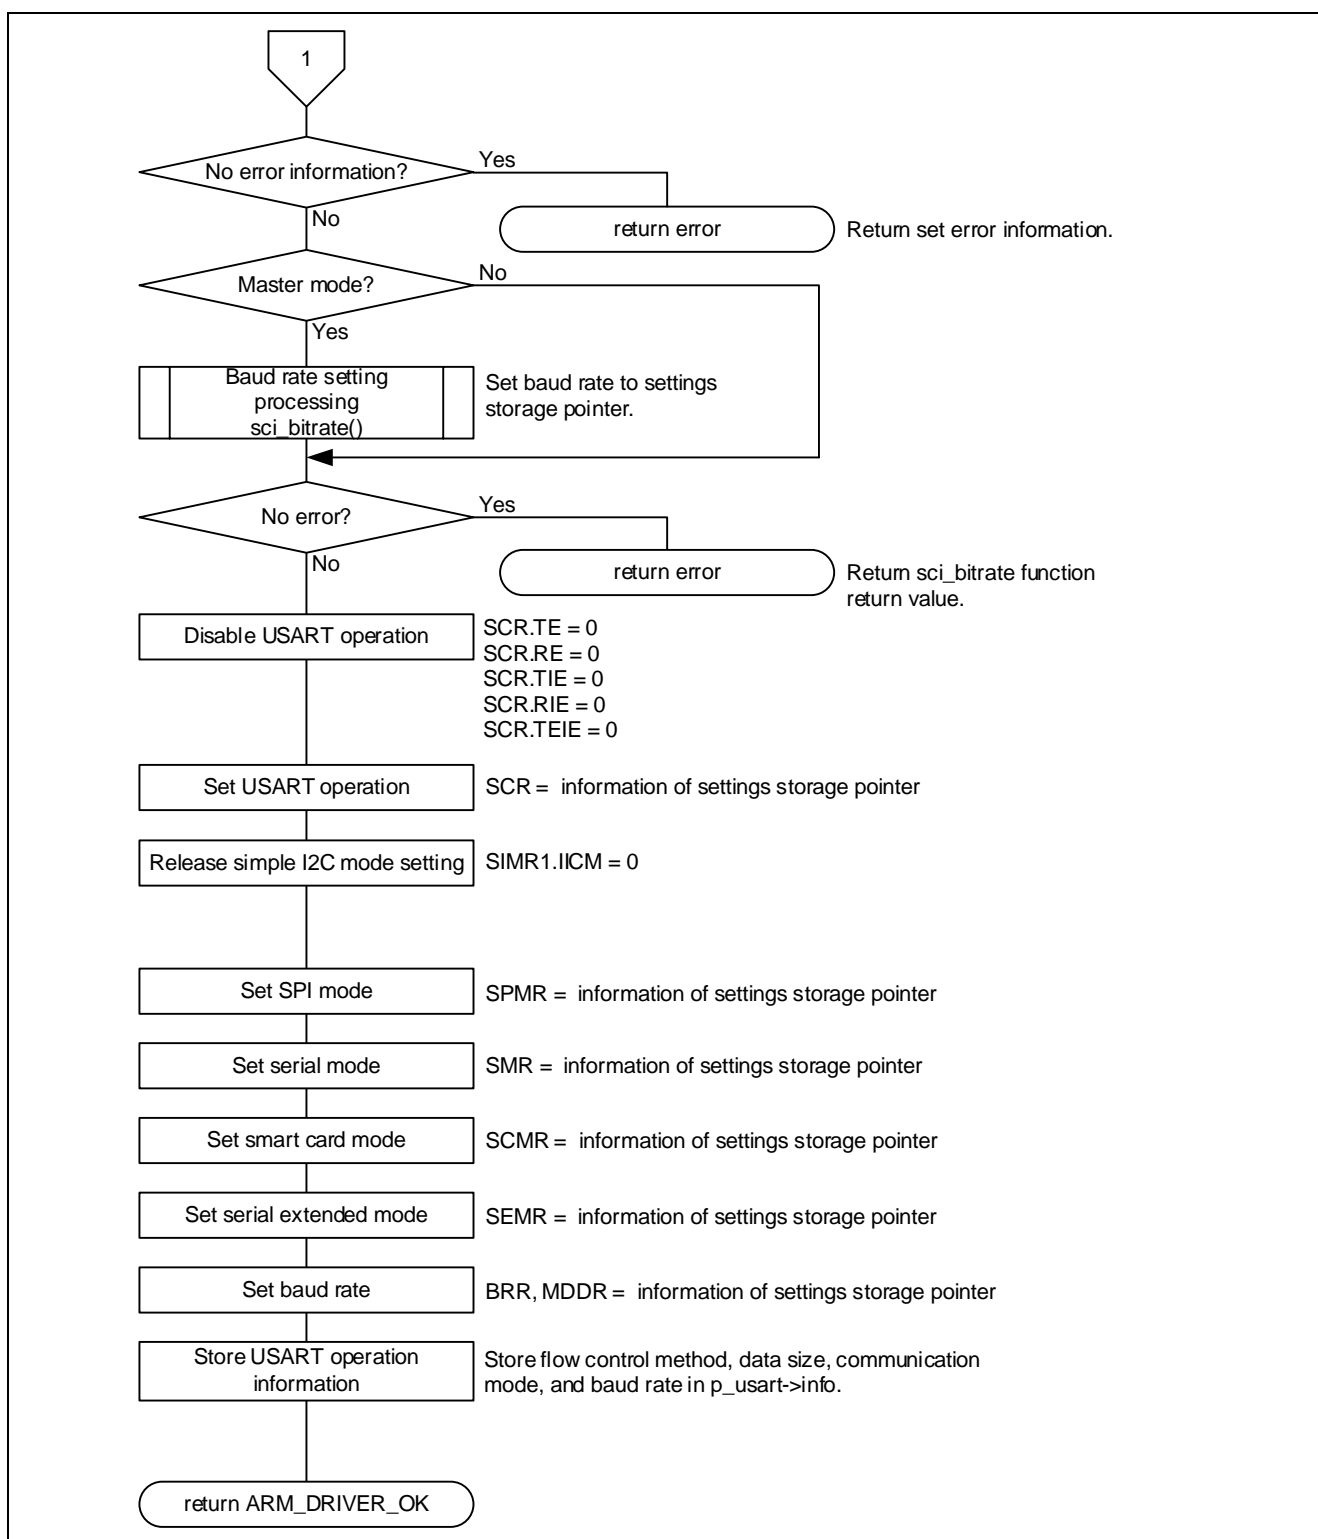 1
No error information?
Yes
No
return error
Return set error information.
Master mode?
No
Yes
Baud rate setting
processing
sci_bitrate()
Set baud rate to settings
storage pointer.
No error?
Yes
No
return error
Return sci_bitrate function
return value.
Disable USART operation
SCR.TE = 0
SCR.RE = 0
SCR.TIE = 0
SCR.RIE = 0
SCR.TEIE = 0
Set USART operation
SCR = information of settings storage pointer
Release simple I2C mode setting
SIMR1.IICM = 0
Set SPI mode
SPMR = information of settings storage pointer
Set serial mode
SMR = information of settings storage pointer
Set smart card mode
SCMR = information of settings storage pointer
Set serial extended mode
SEMR = information of settings storage pointer
Set baud rate
BRR, MDDR = information of settings storage pointer
Store USART operation
information
Store flow control method, data size, communication
mode, and baud rate in p_usart->info.
return ARM_DRIVER_OK